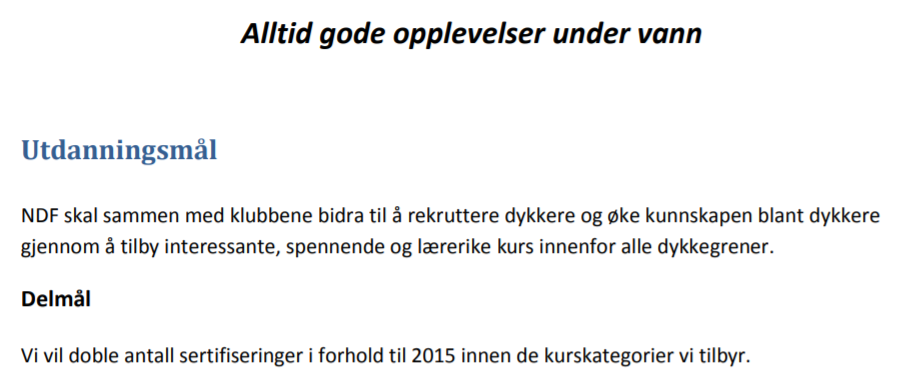 Alltid gode opplevelser under vann
Utdanningsmål
NDF skal sammen med klubbene bidra til å rekruttere dykkere og øke kunnskapen blant dykkere
gjennom å tilby interessante, spennende og lærerike kurs innenfor alle dykkegrener.
Delmål
Vi vil doble antall sertifiseringer i forhold til 2015 innen de kurskategorier vi tilbyr.